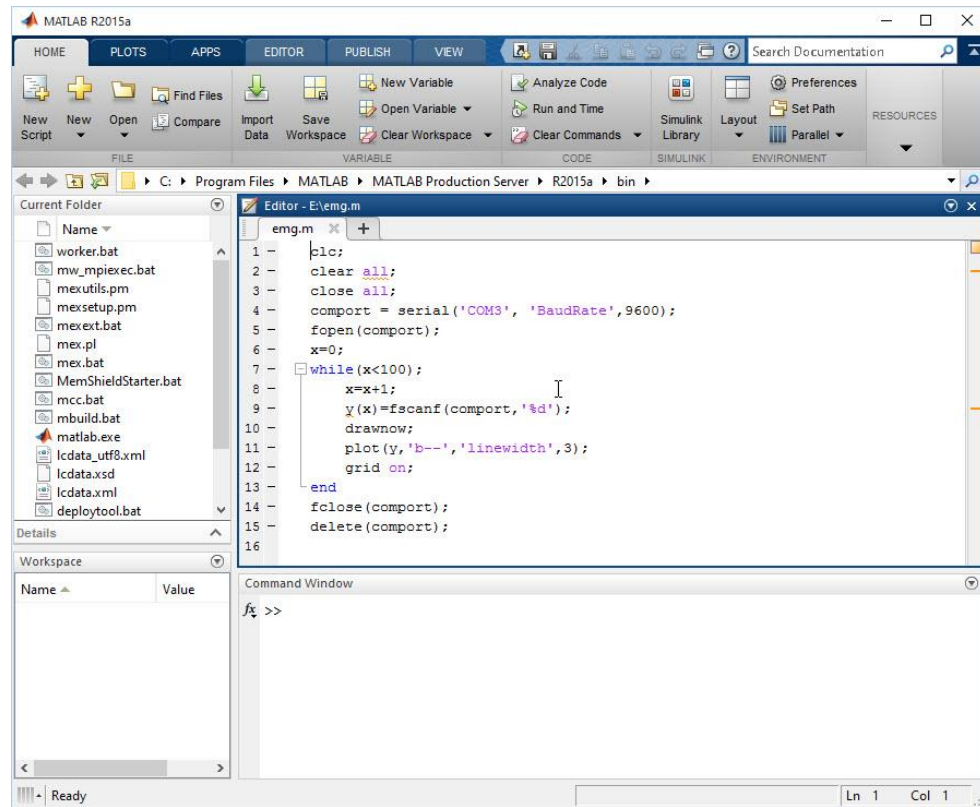 MATLAB R2015a
HOME PLOTS APPS EDITOR PUBLISH VIEW Search Documentation
New Script
New
Open
Find Files
Compare
FILE
Import Data
Save Workspace
New Variable
Open Variable
Clear Workspace
VARIABLE
Analyze Code
Run and Time
Clear Commands
CODE
Simulink Library
SIMULINK
Layout
Preferences
Set Path
Parallel
ENVIRONMENT
RESOURCES
C: Program Files MATLAB MATLAB Production Server R2015a bin
Current Folder
Name
worker.bat
mw_mpiexec.bat
mexutils.pm
mexsetup.pm
mexext.bat
mex.pl
mex.bat
MemShieldStarter.bat
mcc.bat
mbuild.bat
matlab.exe
lcdata_utf8.xml
lcdata.xsd
lcdata.xml
deploytool.bat
Details
Workspace
Name Value
Editor - E:\emg.m
emg.m
1 clc;
2 clear all;
3 close all;
4 comport = serial('COM3', 'BaudRate',9600);
5 fopen(comport);
6 x=0;
7 while(x<100);
8 x=x+1;
9 y(x)=fscanf(comport,'%d');
10 drawnow;
11 plot(y,'b--','linewidth',3);
12 grid on;
13 end
14 fclose(comport);
15 delete(comport);
16
Command Window
fx >>
Ready
Ln 1 Col 1